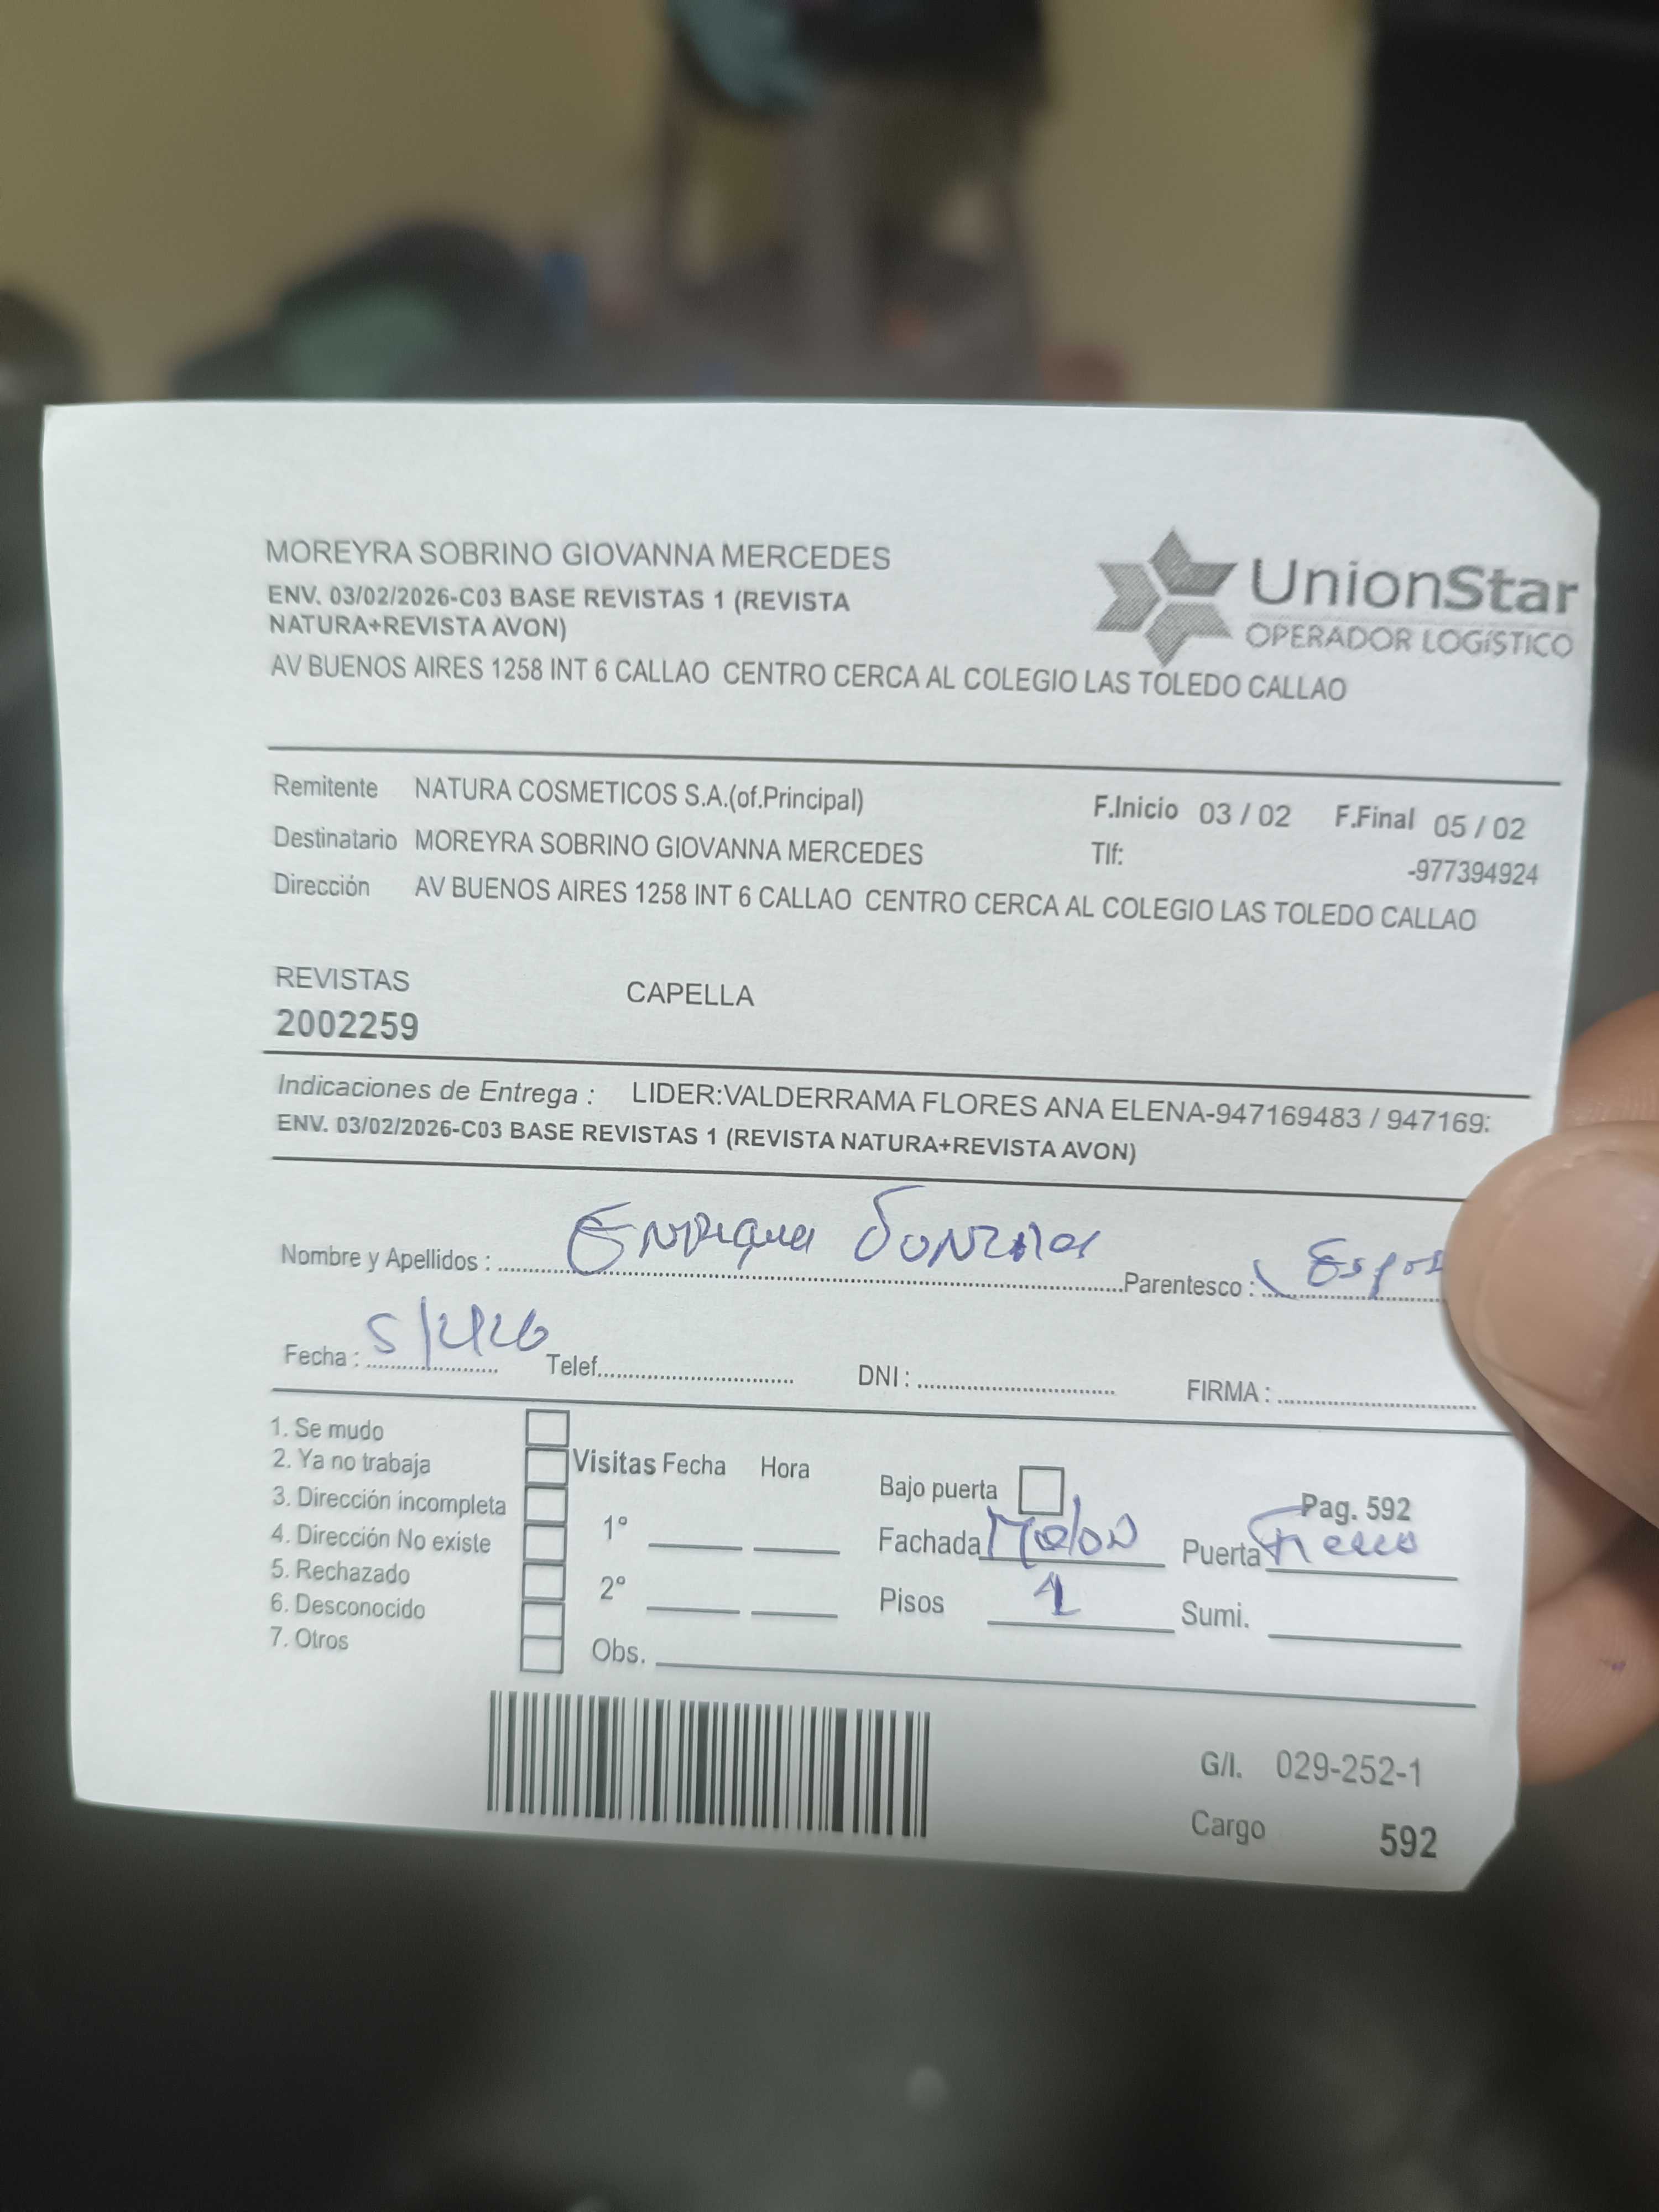 MOREYRA SOBRINO GIOVANNA MERCEDES
ENV. 03/02/2026-C03 BASE REVISTAS 1 (REVISTA
NATURA+REVISTA AVON)
UnionStar
OPERADOR LOGÍSTICO
AV BUENOS AIRES 1258 INT 6 CALLAO CENTRO CERCA AL COLEGIO LAS TOLEDO CALLAO
Remitente NATURA COSMETICOS S.A.(of.Principal) F.Inicio 03 / 02 F.Final 05 / 02
Destinatario MOREYRA SOBRINO GIOVANNA MERCEDES Tlf: -977394924
Dirección AV BUENOS AIRES 1258 INT 6 CALLAO CENTRO CERCA AL COLEGIO LAS TOLEDO CALLAO
REVISTAS CAPELLA
2002259
Indicaciones de Entrega : LIDER:VALDERRAMA FLORES ANA ELENA-947169483 / 947169
ENV. 03/02/2026-C03 BASE REVISTAS 1 (REVISTA NATURA+REVISTA AVON)
Nombre y Apellidos : Parentesco : Espos
Fecha : Telef. DNI : FIRMA :
1. Se mudo
2. Ya no trabaja
3. Dirección incompleta
4. Dirección No existe
5. Rechazado
6. Desconocido
7. Otros
Visitas Fecha Hora
1°
2°
Obs.
Bajo puerta Pag. 592
Fachada Puerta
Pisos 1 Sumi.
G/I. 029-252-1
Cargo 592